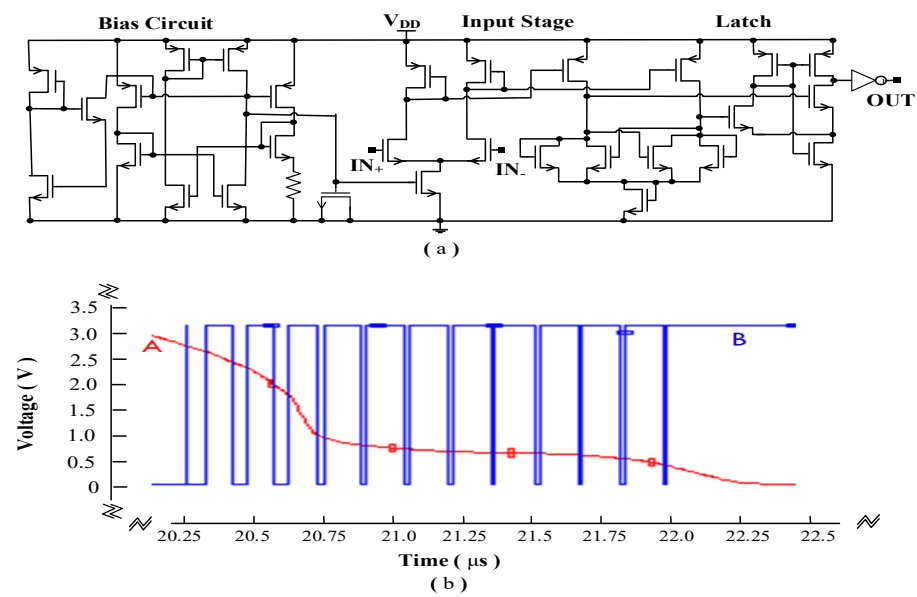 Bias Circuit
VDD
Input Stage
Latch
OUT
IN+
IN-
( a )
3.5
3.0
2.5
2.0
1.5
1.0
0.5
0
Voltage ( V )
A
B
20.25
20.5
20.75
21.0
21.25
21.5
21.75
22.0
22.25
22.5
Time ( μs )
( b )